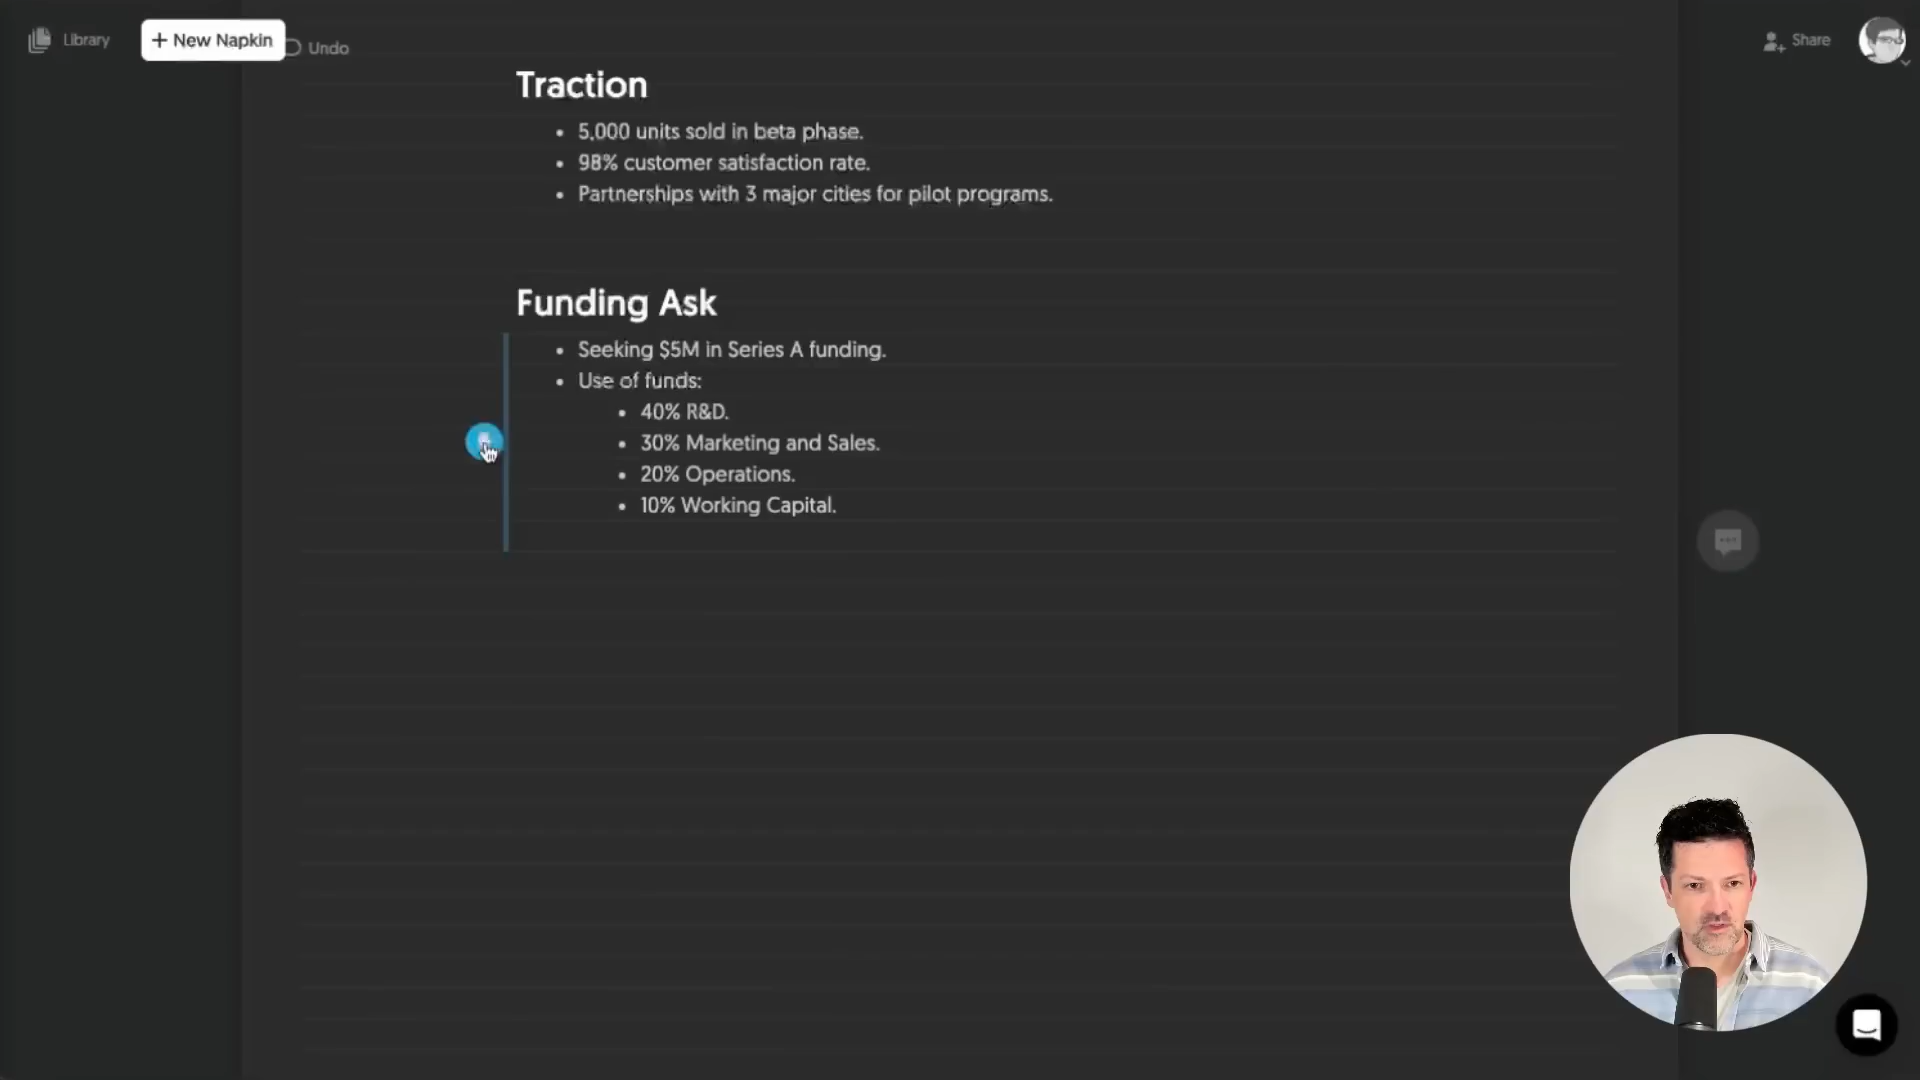 Library
+ New Napkin
Undo
Share
Traction
• 5,000 units sold in beta phase.
• 98% customer satisfaction rate.
• Partnerships with 3 major cities for pilot programs.
Funding Ask
• Seeking $5M in Series A funding.
• Use of funds:
• 40% R&D.
• 30% Marketing and Sales.
• 20% Operations.
• 10% Working Capital.